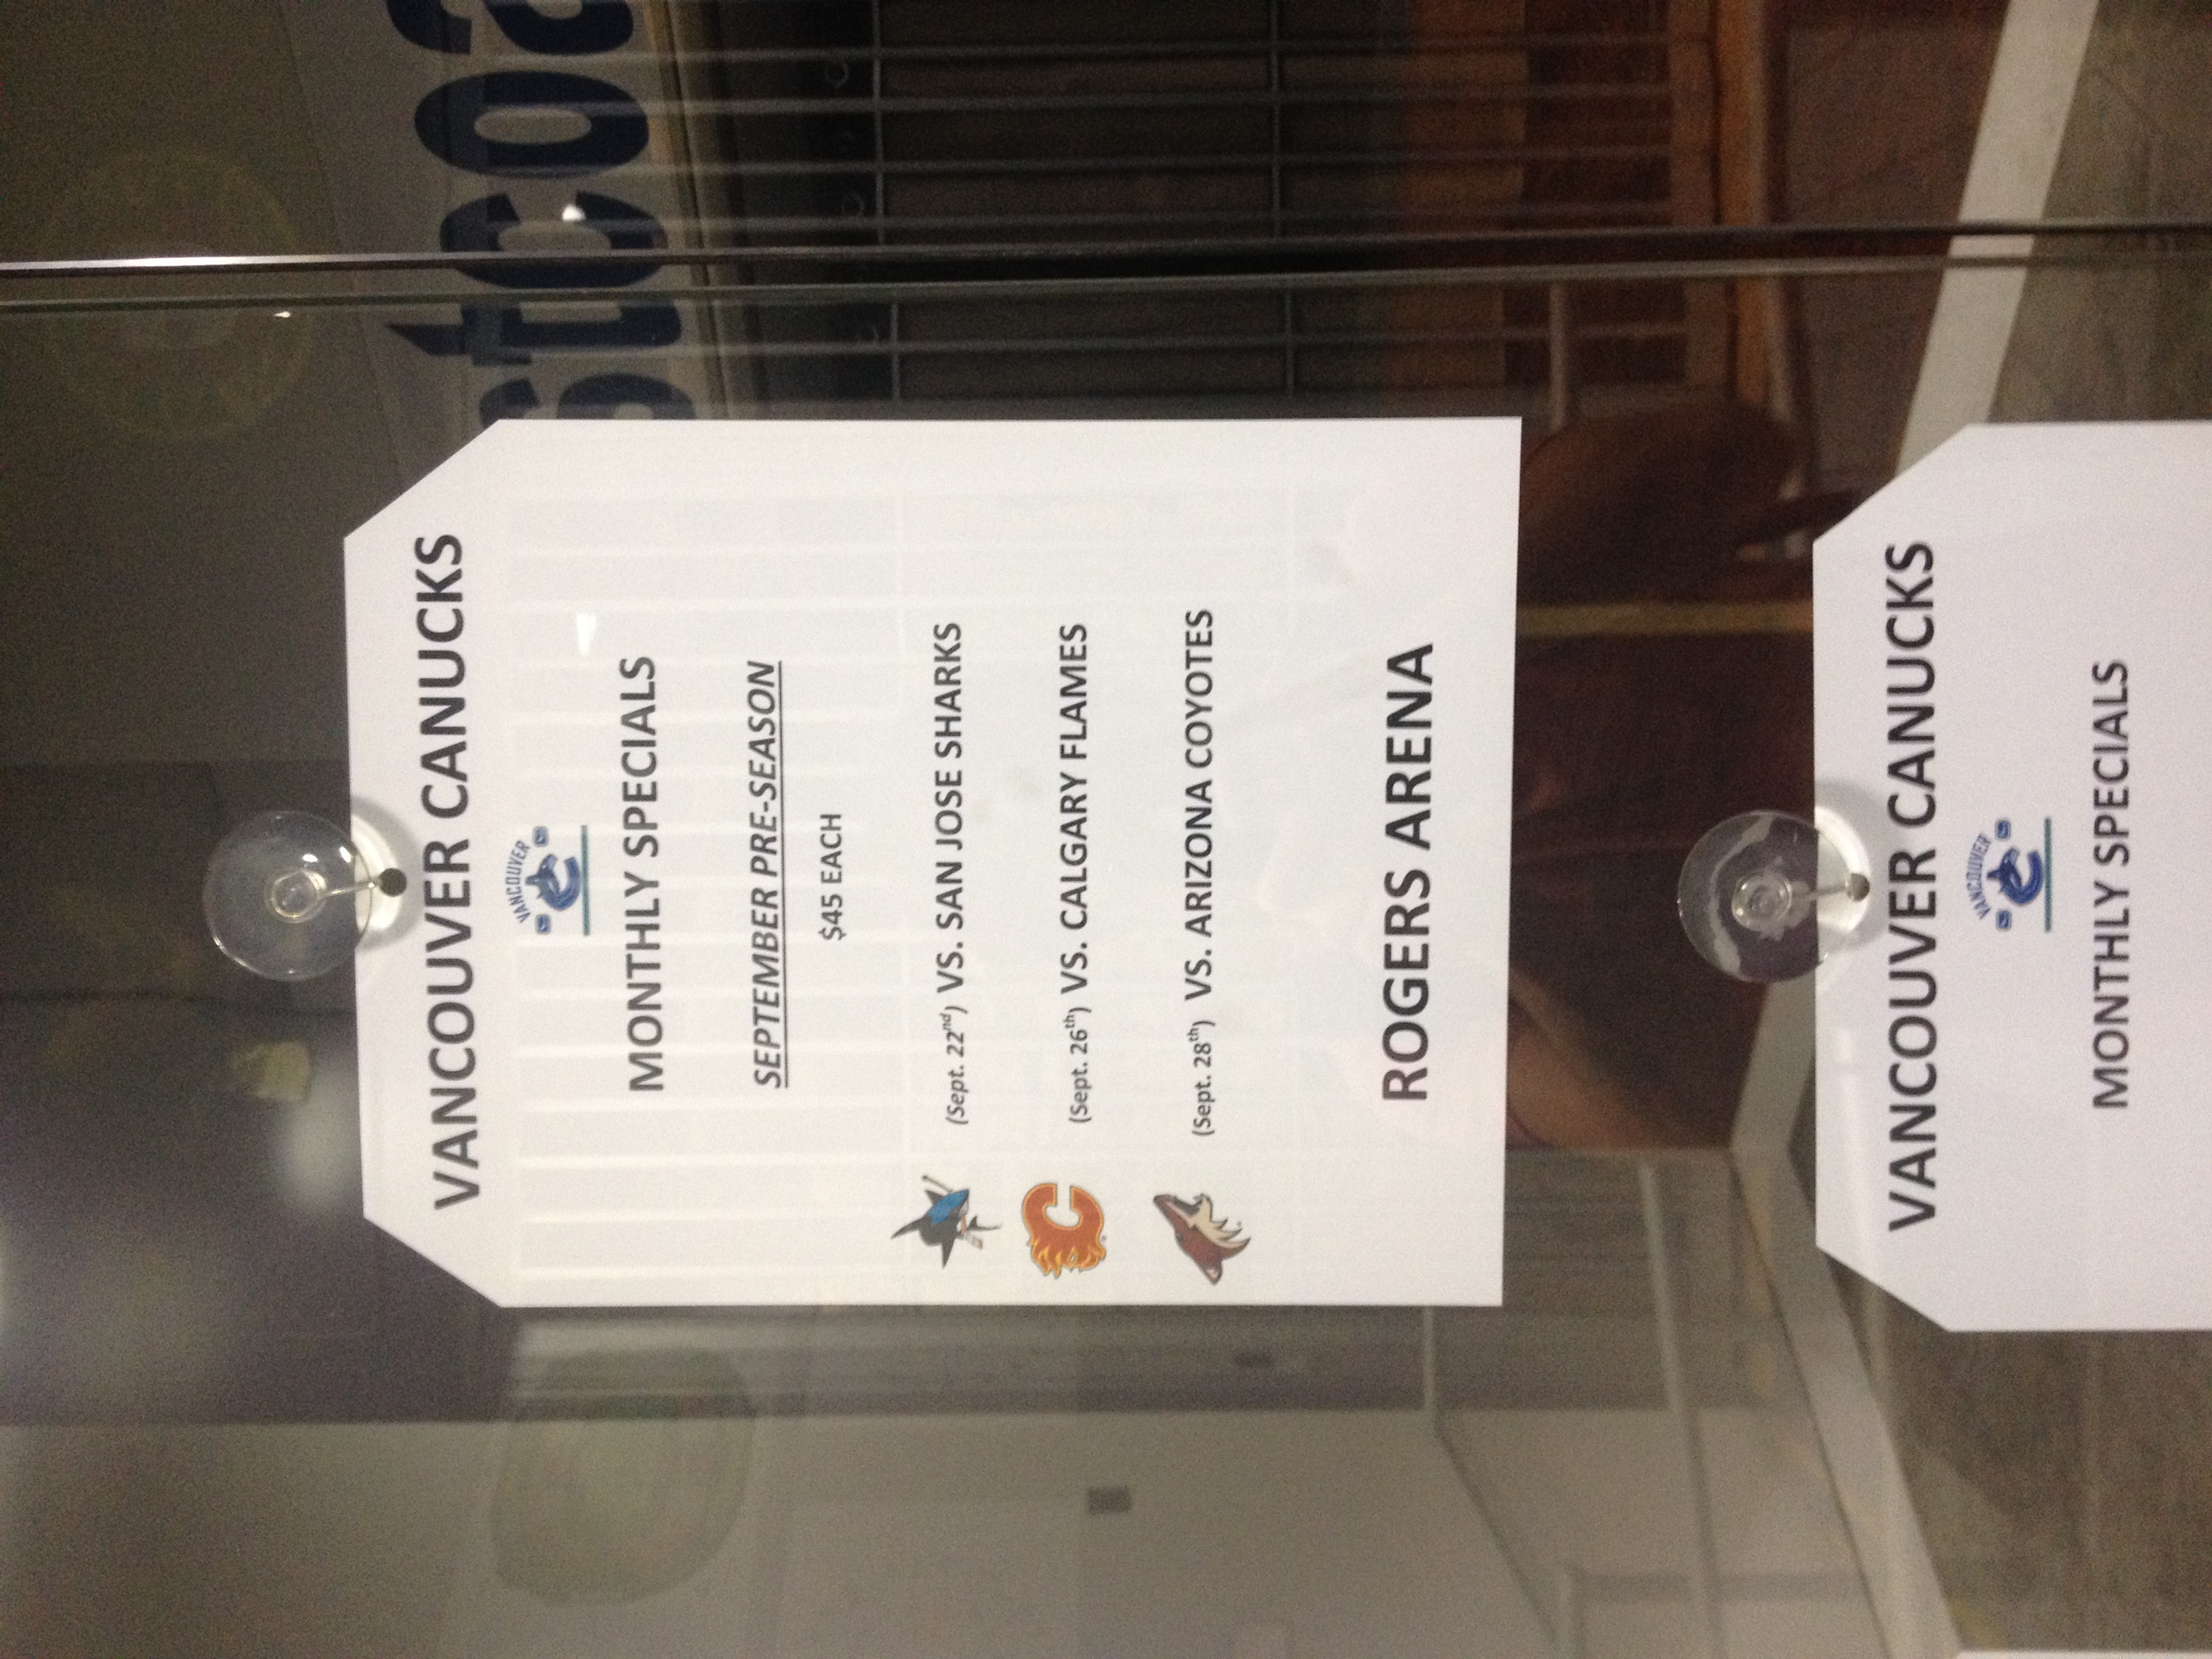 VANCOUVER CANUCKS
VANCOUVER
MONTHLY SPECIALS
SEPTEMBER PRE-SEASON
$45 EACH
(Sept. 22nd) VS. SAN JOSE SHARKS
(Sept. 26th) VS. CALGARY FLAMES
(Sept. 28th) VS. ARIZONA COYOTES
ROGERS ARENA
stcoa
VANCOUVER CANUCKS
VANCOUVER
MONTHLY SPECIALS